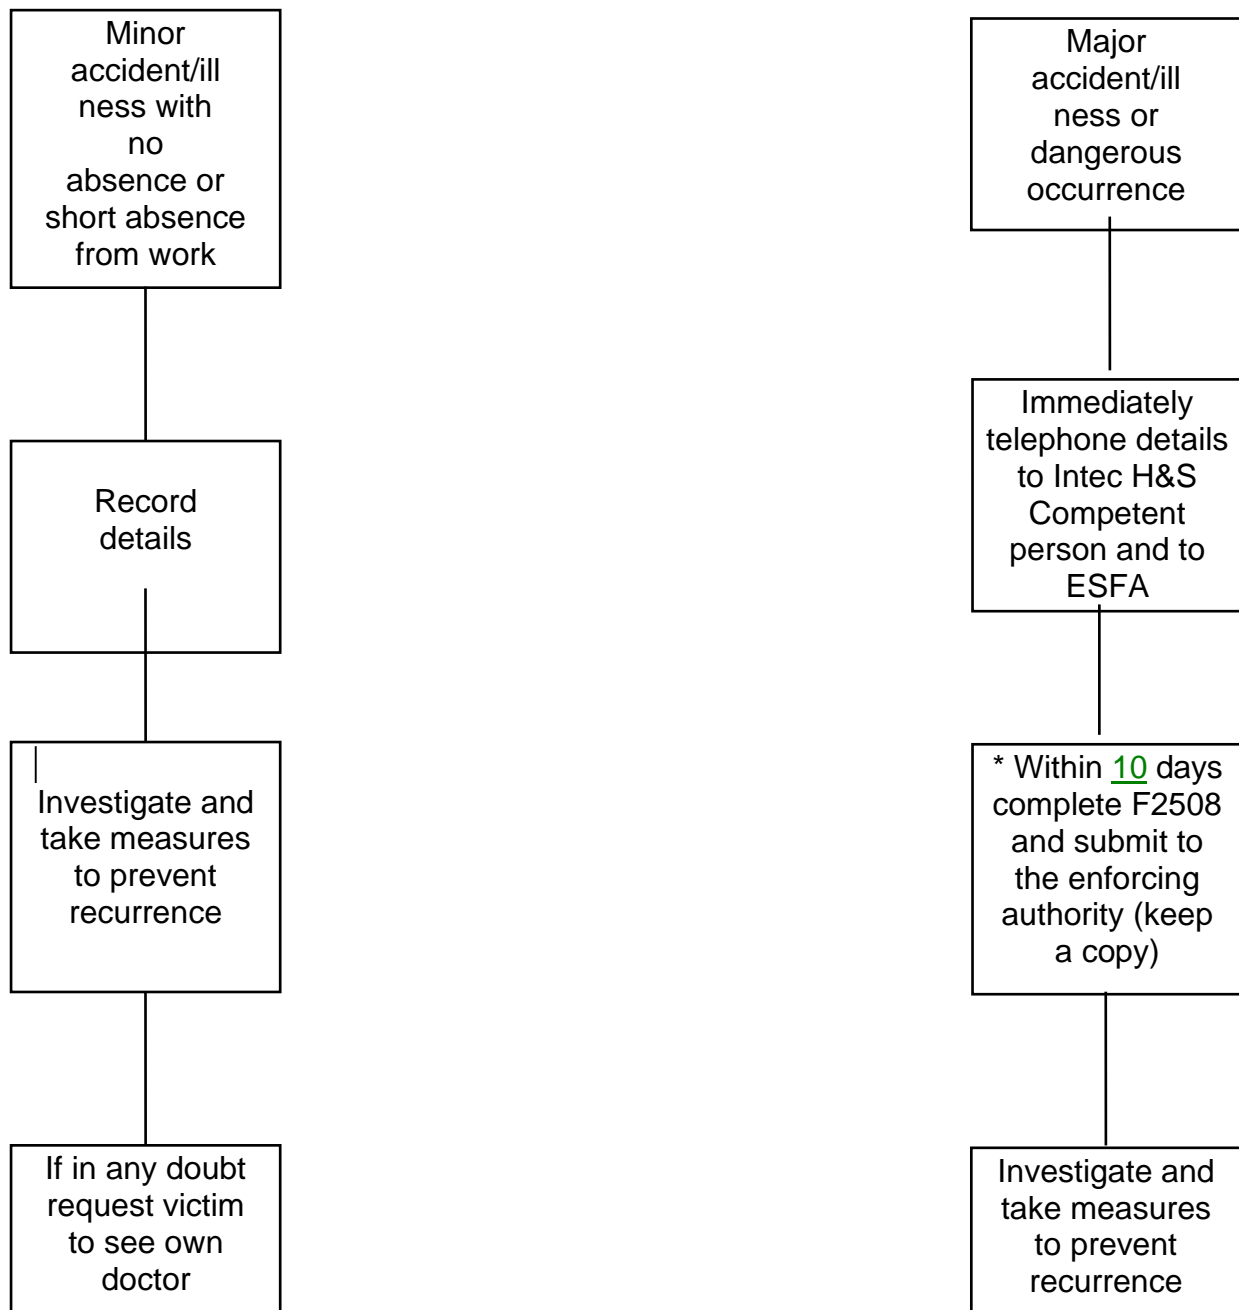 Minor
accident/ill
ness with
no
absence or
short absence
from work
Record
details
Investigate and
take measures
to prevent
recurrence
If in any doubt
request victim
to see own
doctor
Major
accident/ill
ness or
dangerous
occurrence
Immediately
telephone details
to Intec H&S
Competent
person and to
ESFA
* Within 10 days
complete F2508
and submit to
the enforcing
authority (keep
a copy)
Investigate and
take measures
to prevent
recurrence